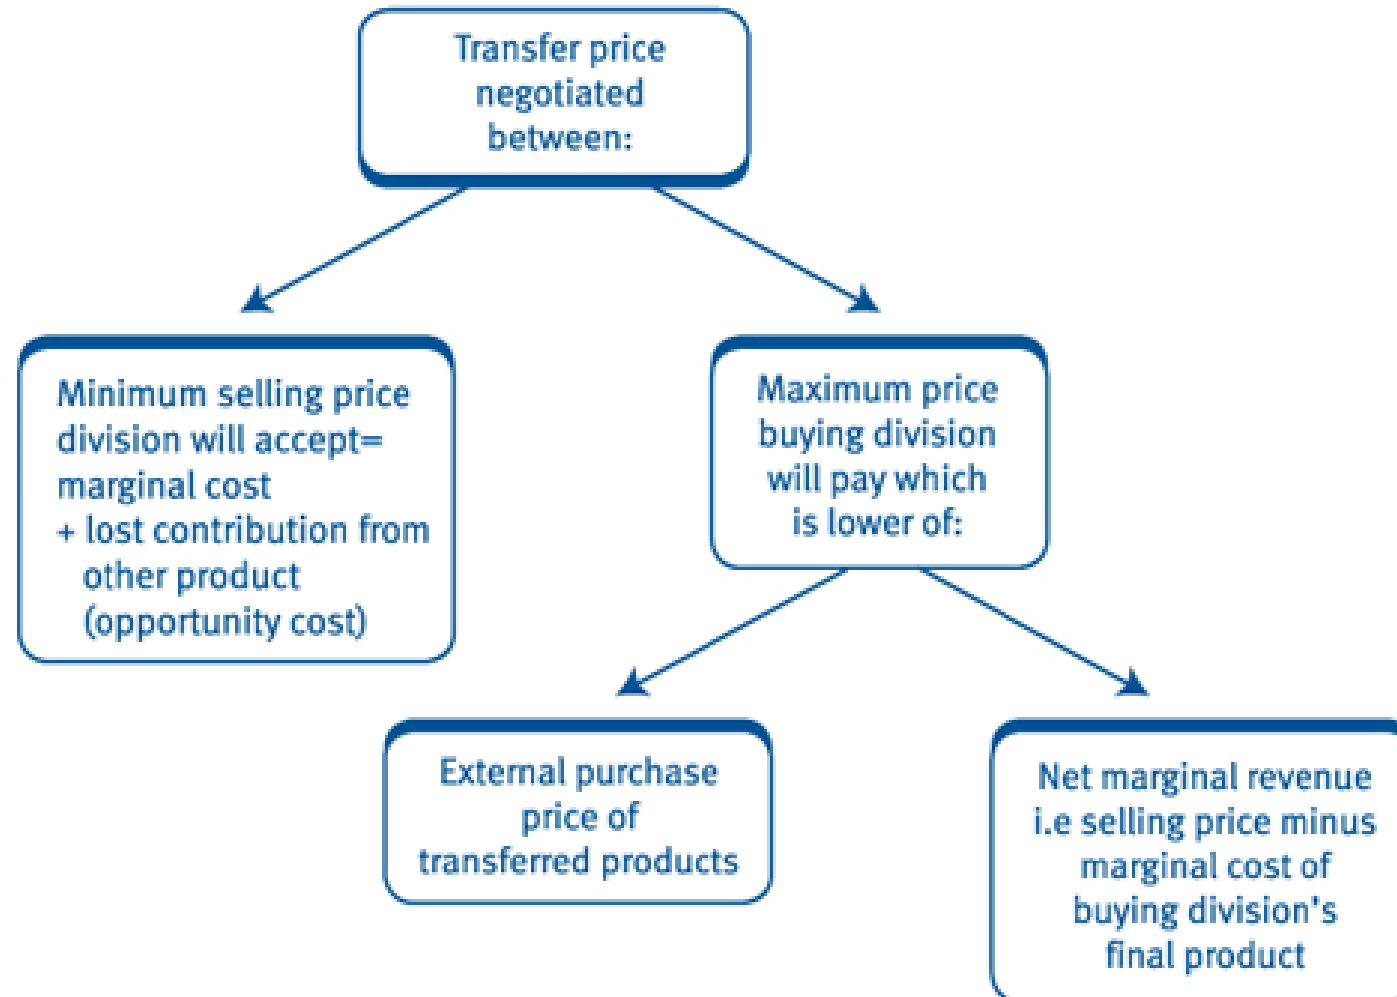 Transfer price
negotiated
between:
Minimum selling price
division will accept=
marginal cost
+ lost contribution from
other product
(opportunity cost)
Maximum price
buying division
will pay which
is lower of:
External purchase
price of
transferred products
Net marginal revenue
i.e selling price minus
marginal cost of
buying division's
final product